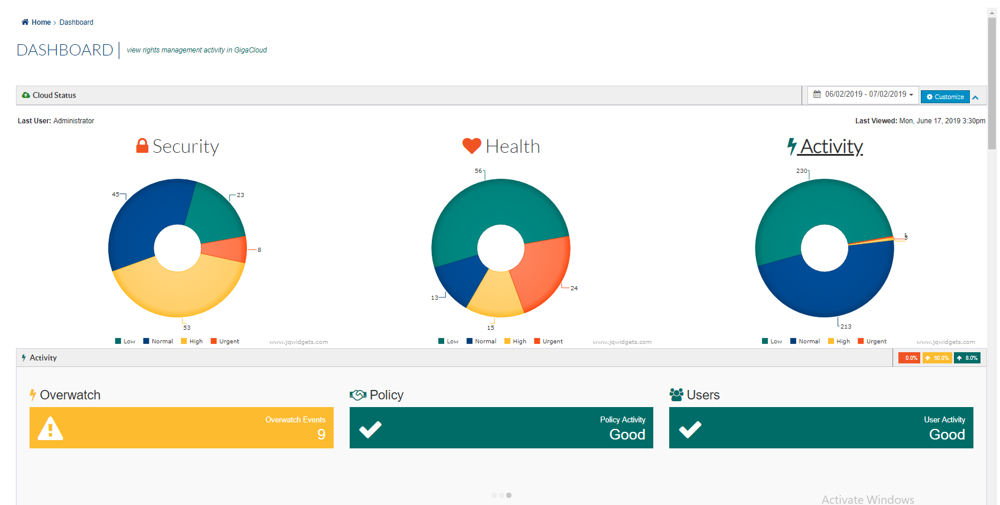 Home > Dashboard
DASHBOARD
view rights management activity in GigaCloud
Cloud Status
06/02/2019 - 07/02/2019
Customize
Last User: Administrator
Last Viewed: Mon, June 17, 2019 3:30pm
Security
Health
Activity
45
23
8
53
Low Normal High Urgent
www.jqwidgets.com
56
24
13
15
Low Normal High Urgent
www.jqwidgets.com
230
1
3
213
Low Normal High Urgent
www.jqwidgets.com
Activity
0.0%
50.0%
8.0%
Overwatch
Overwatch Events
9
Policy
Policy Activity
Good
Users
User Activity
Good
Activate Windows